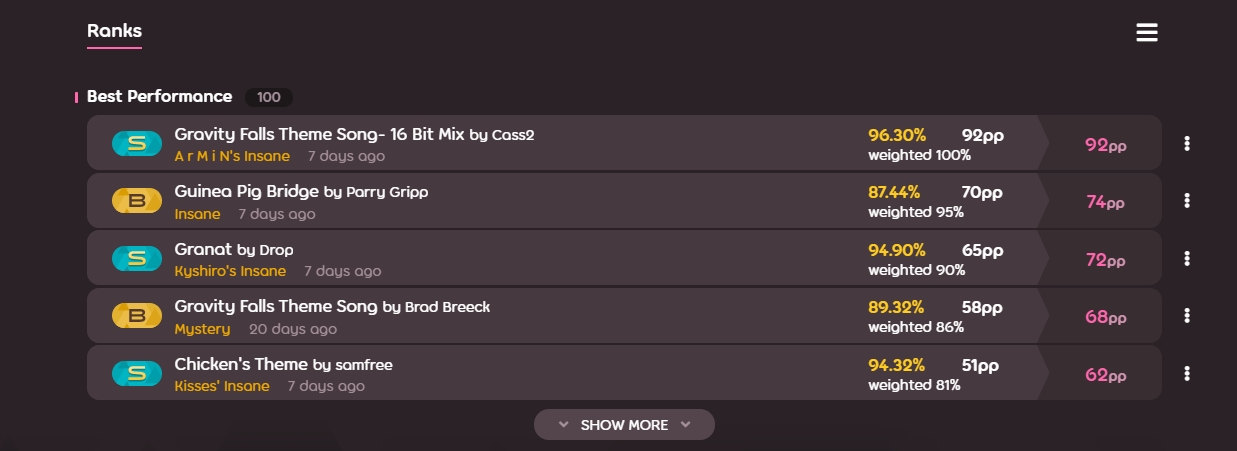 Ranks
Best Performance 100
S Gravity Falls Theme Song- 16 Bit Mix by Cass2 96.30% 92pp 92pp
A r M i N's Insane 7 days ago weighted 100%
B Guinea Pig Bridge by Parry Gripp 87.44% 70pp 74pp
Insane 7 days ago weighted 95%
S Granat by Drop 94.90% 65pp 72pp
Kyshiro's Insane 7 days ago weighted 90%
B Gravity Falls Theme Song by Brad Breeck 89.32% 58pp 68pp
Mystery 20 days ago weighted 86%
S Chicken's Theme by samfree 94.32% 51pp 62pp
Kisses' Insane 7 days ago weighted 81%
SHOW MORE